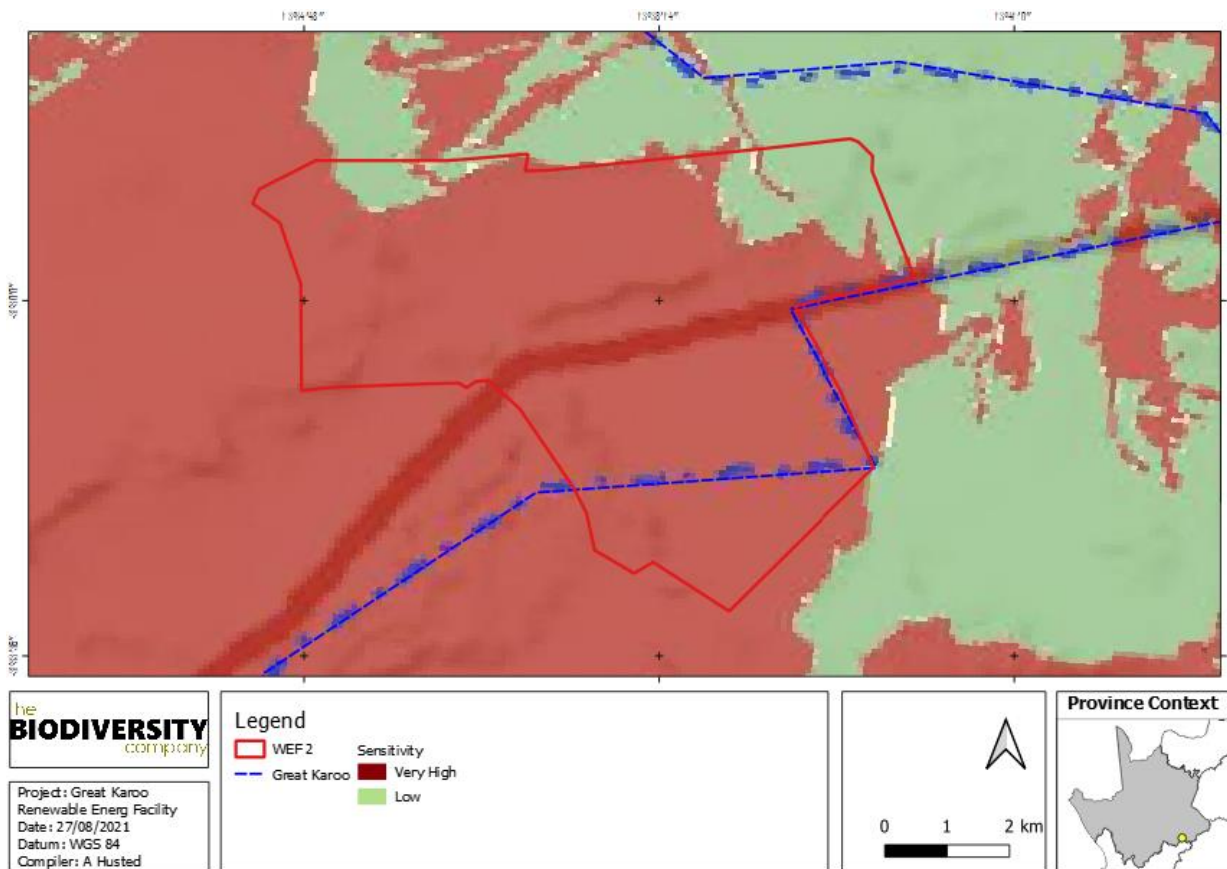 the
BIODIVERSITY
company
Project: Great Karoo
Renewable Energ Facility
Date: 27/08/2021
Datum: WGS 84
Compiler: A Husted
Legend
WEF 2
Great Karoo
Sensitivity
Very High
Low
0 1 2 km
Province Context